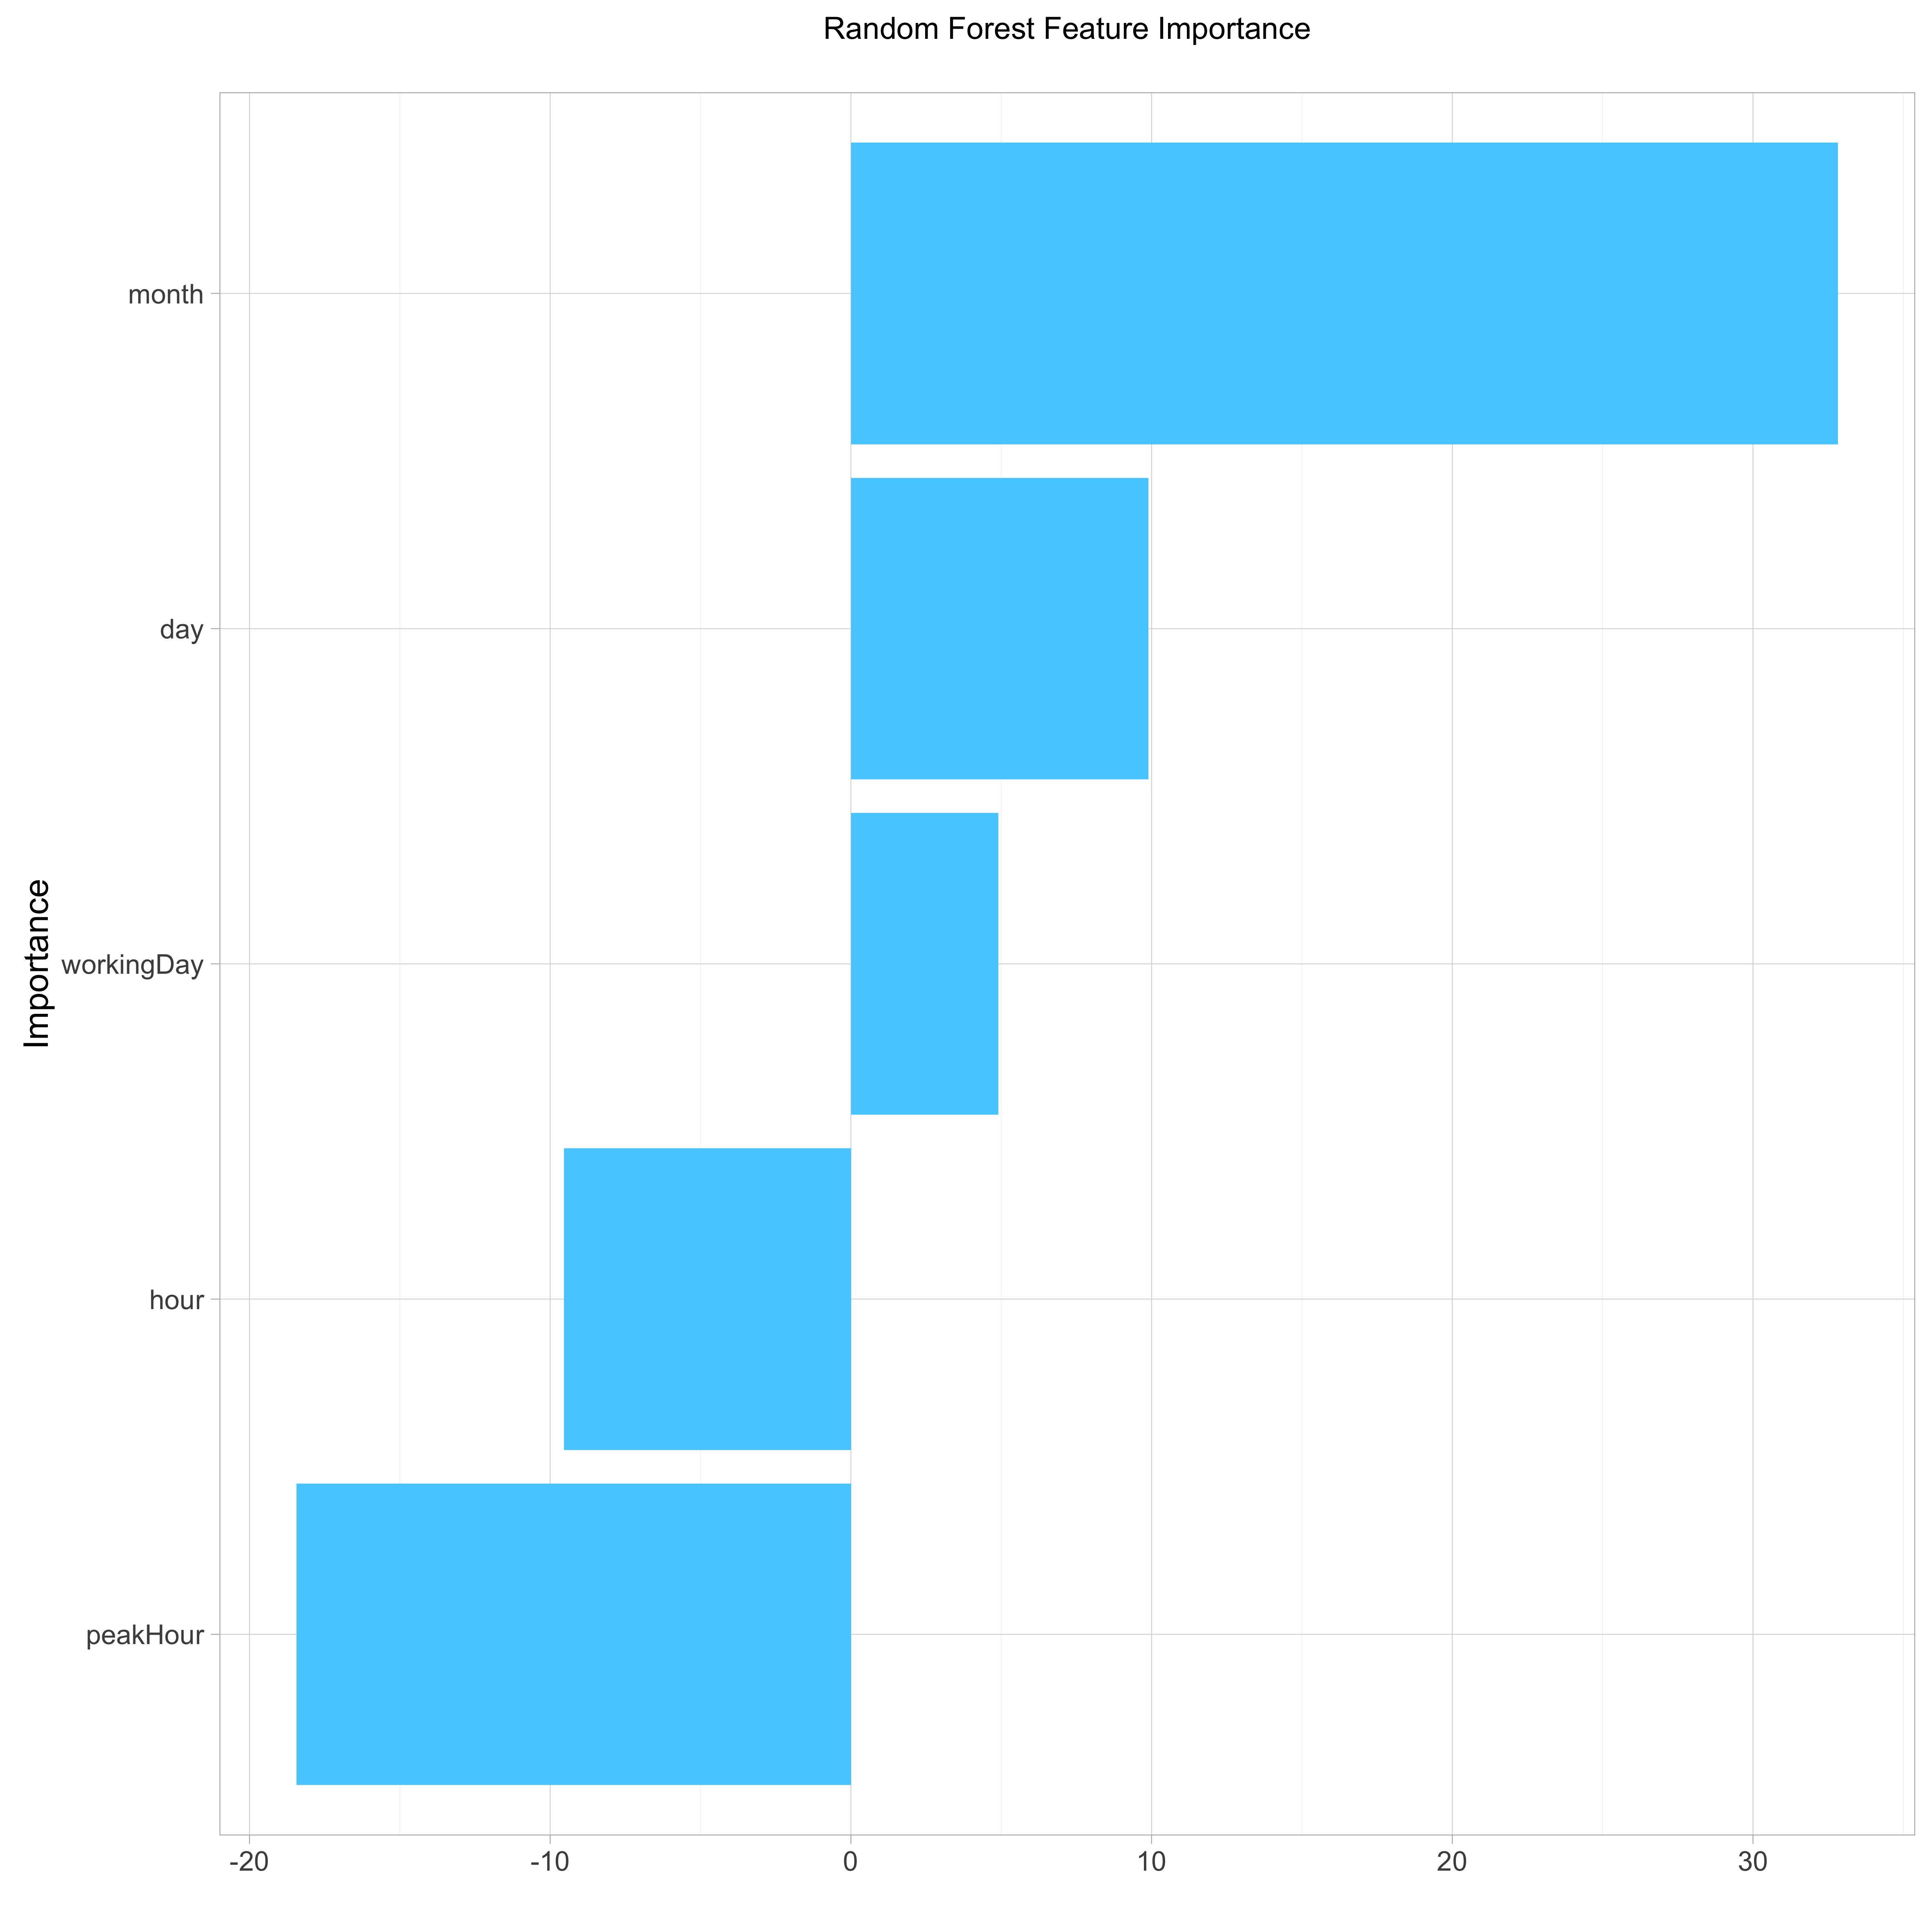 Random Forest Feature Importance
month
day
workingDay
hour
peakHour
Importance
-20 -10 0 10 20 30